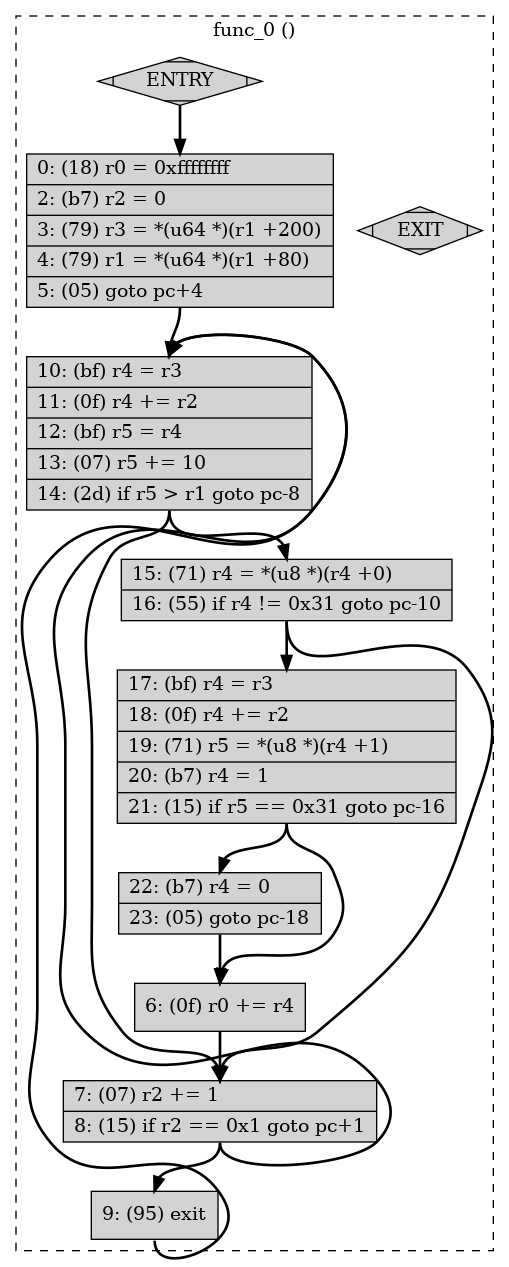 func_0 ()
ENTRY
0: (18) r0 = 0xffffffff
2: (b7) r2 = 0
3: (79) r3 = *(u64 *)(r1 +200)
4: (79) r1 = *(u64 *)(r1 +80)
5: (05) goto pc+4
EXIT
10: (bf) r4 = r3
11: (0f) r4 += r2
12: (bf) r5 = r4
13: (07) r5 += 10
14: (2d) if r5 > r1 goto pc-8
15: (71) r4 = *(u8 *)(r4 +0)
16: (55) if r4 != 0x31 goto pc-10
17: (bf) r4 = r3
18: (0f) r4 += r2
19: (71) r5 = *(u8 *)(r4 +1)
20: (b7) r4 = 1
21: (15) if r5 == 0x31 goto pc-16
22: (b7) r4 = 0
23: (05) goto pc-18
6: (0f) r0 += r4
7: (07) r2 += 1
8: (15) if r2 == 0x1 goto pc+1
9: (95) exit